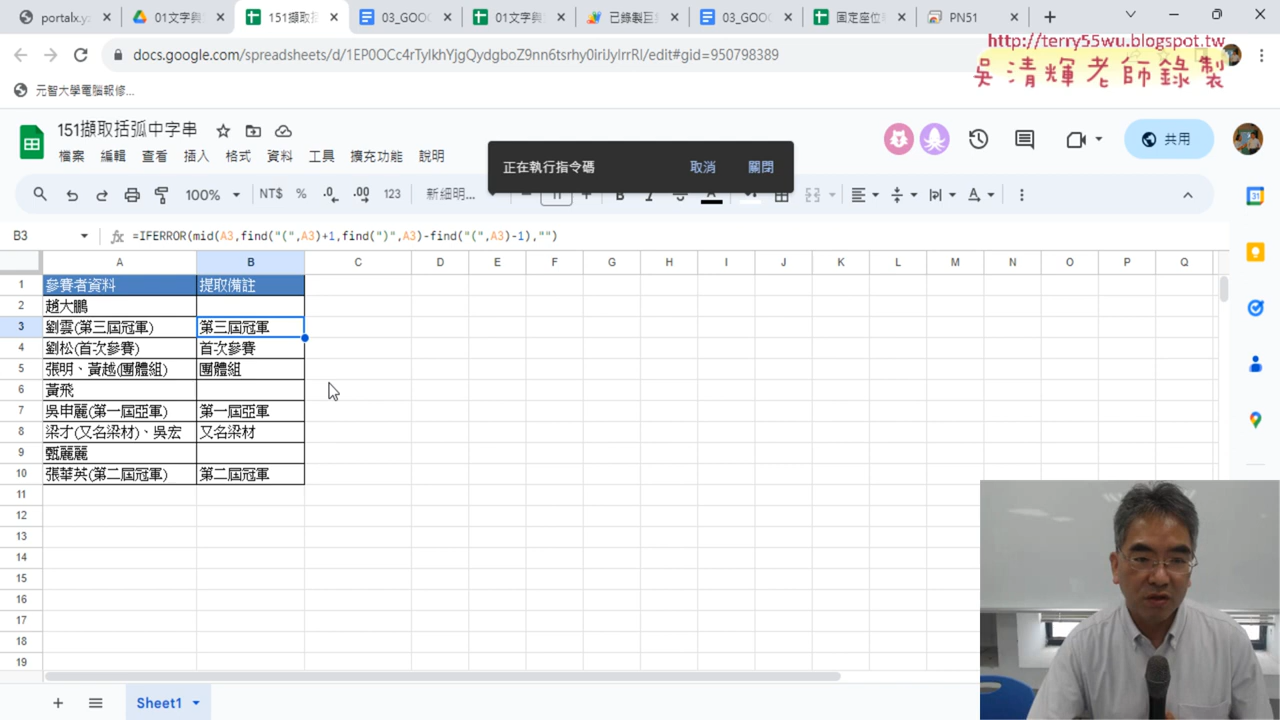 portalx.y:
01文字與
151擷取括
03_GOO
01文字與
已錄製巨
03_GOO
固定座位
PN51
docs.google.com/spreadsheets/d/1EP0OCc4rTylkhYjgQydgbcZ9nn6tsrhy0iriJyIrrRI/edit#gid=950798389
http://terry55wu.blogspot.tw
吳清輝老師錄製
元智大學電腦報修...
151擷取括弧中字串
檔案 編輯 查看 插入 格式 資料 工具 擴充功能 說明
共用
正在執行指令碼 取消 關閉
100% NT$ % .0 .00 123 新細明...
B3 fx =IFERROR(mid(A3,find("(",A3)+1,find(")",A3)-find("(",A3)-1),"")
A B C D E F G H I J K L M N O P Q
1 參賽者資料 提取備註
2 趙大鵬
3 劉雲(第三屆冠軍) 第三屆冠軍
4 劉松(首次參賽) 首次參賽
5 張明、黃越(團體組) 團體組
6 黃飛
7 吳申麗(第一屆亞軍) 第一屆亞軍
8 梁才(又名梁材)、吳宏 又名梁材
9 甄麗麗
10 張華英(第二屆冠軍) 第二屆冠軍
11
12
13
14
15
16
17
18
19
Sheet1